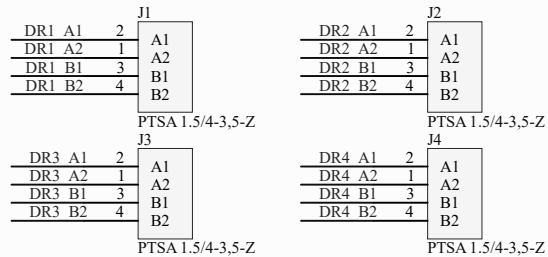 J1
DR1 A1 2 A1
DR1 A2 1 A2
DR1 B1 3 B1
DR1 B2 4 B2
PTSA 1.5/4-3,5-Z
J2
DR2 A1 2 A1
DR2 A2 1 A2
DR2 B1 3 B1
DR2 B2 4 B2
PTSA 1.5/4-3,5-Z
J3
DR3 A1 2 A1
DR3 A2 1 A2
DR3 B1 3 B1
DR3 B2 4 B2
PTSA 1.5/4-3,5-Z
J4
DR4 A1 2 A1
DR4 A2 1 A2
DR4 B1 3 B1
DR4 B2 4 B2
PTSA 1.5/4-3,5-Z